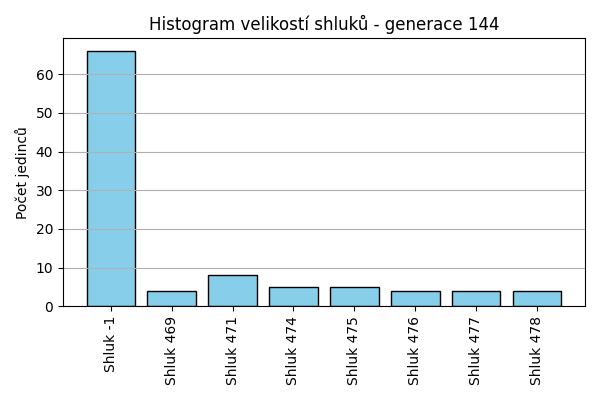 Histogram velikostí shluků - generace 144
Počet jedinců
60
50
40
30
20
10
0
Shluk -1
Shluk 469
Shluk 471
Shluk 474
Shluk 475
Shluk 476
Shluk 477
Shluk 478